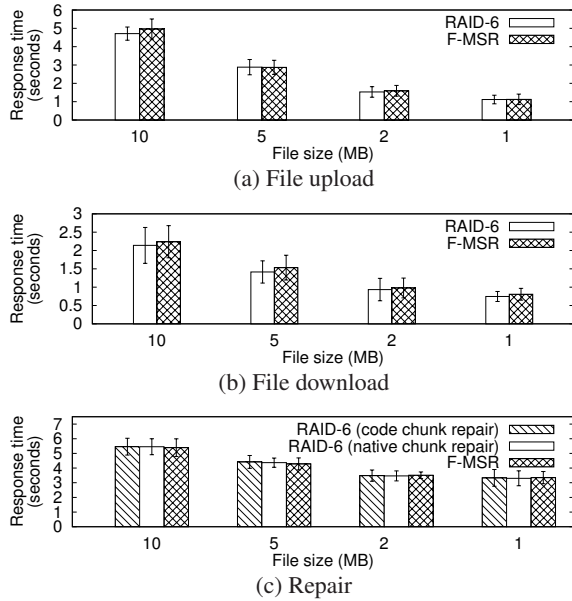 Response time
(seconds)
6
5
4
3
2
1
0
RAID-6
F-MSR
10 5 2 1
File size (MB)
(a) File upload
Response time
(seconds)
3
2.5
2
1.5
1
0.5
0
RAID-6
F-MSR
10 5 2 1
File size (MB)
(b) File download
Response time
(seconds)
7
6
5
4
3
2
1
0
RAID-6 (code chunk repair)
RAID-6 (native chunk repair)
F-MSR
10 5 2 1
File size (MB)
(c) Repair